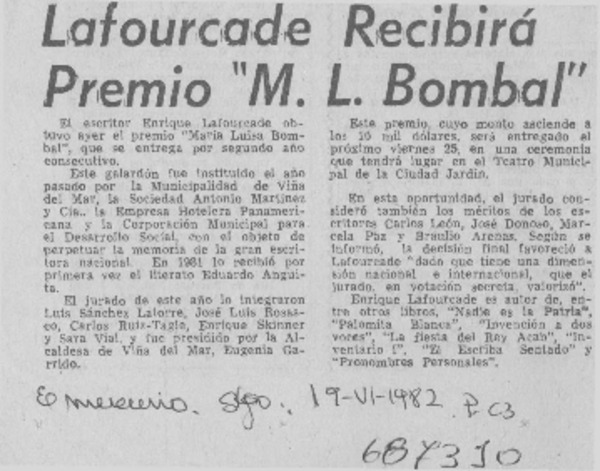 Lafourcade Recibirá
Premio "M. L. Bombal"
El escritor Enrique Lafourcade ob-
tuvo ayer el premio "María Luisa Bom-
bal", que se entrega por segundo año
consecutivo.
Este galardón fue instituido el año
pasado por la Municipalidad de Viña
del Mar, la Sociedad Antonio Martínez
y Cía., la Empresa Hotelera Panameri-
cana y la Corporación Municipal para
el Desarrollo Social, con el objeto de
perpetuar la memoria de la gran escri-
tora nacional. En 1981 lo recibió por
primera vez el literato Eduardo Angui-
ta.
El jurado de este año lo integraron
Luis Sánchez Latorre, José Luis Rosas-
co, Carlos Ruiz-Tagle, Enrique Skinner
y Sara Vial, y fue presidido por la Al-
caldesa de Viña del Mar, Eugenia Ga-
rrido.
Este premio, cuyo monto asciende a
los 10 mil dólares, será entregado el
próximo viernes 25, en una ceremonia
que tendrá lugar en el Teatro Munici-
pal de la Ciudad Jardín.
En esta oportunidad, el jurado consi-
deró también los méritos de los es-
critores Carlos León, José Donoso, Mar-
cela Paz y Braulio Arenas. Según se
informó, la decisión final favoreció a
Lafourcade "dado que tiene una dimen-
sión nacional e internacional, que el
jurado, en votación secreta, valorizó".
Enrique Lafourcade es autor de, en-
tre otros libros, "Nadie es la Patria",
"Palomita Blanca", "Invención a dos
voces", "La fiesta del Rey Acab", "In-
ventario I", "El Escriba Sentado" y
"Pronombres Personales".
El mercurio. Stgo., 19-VI-1982 P. C3
687310